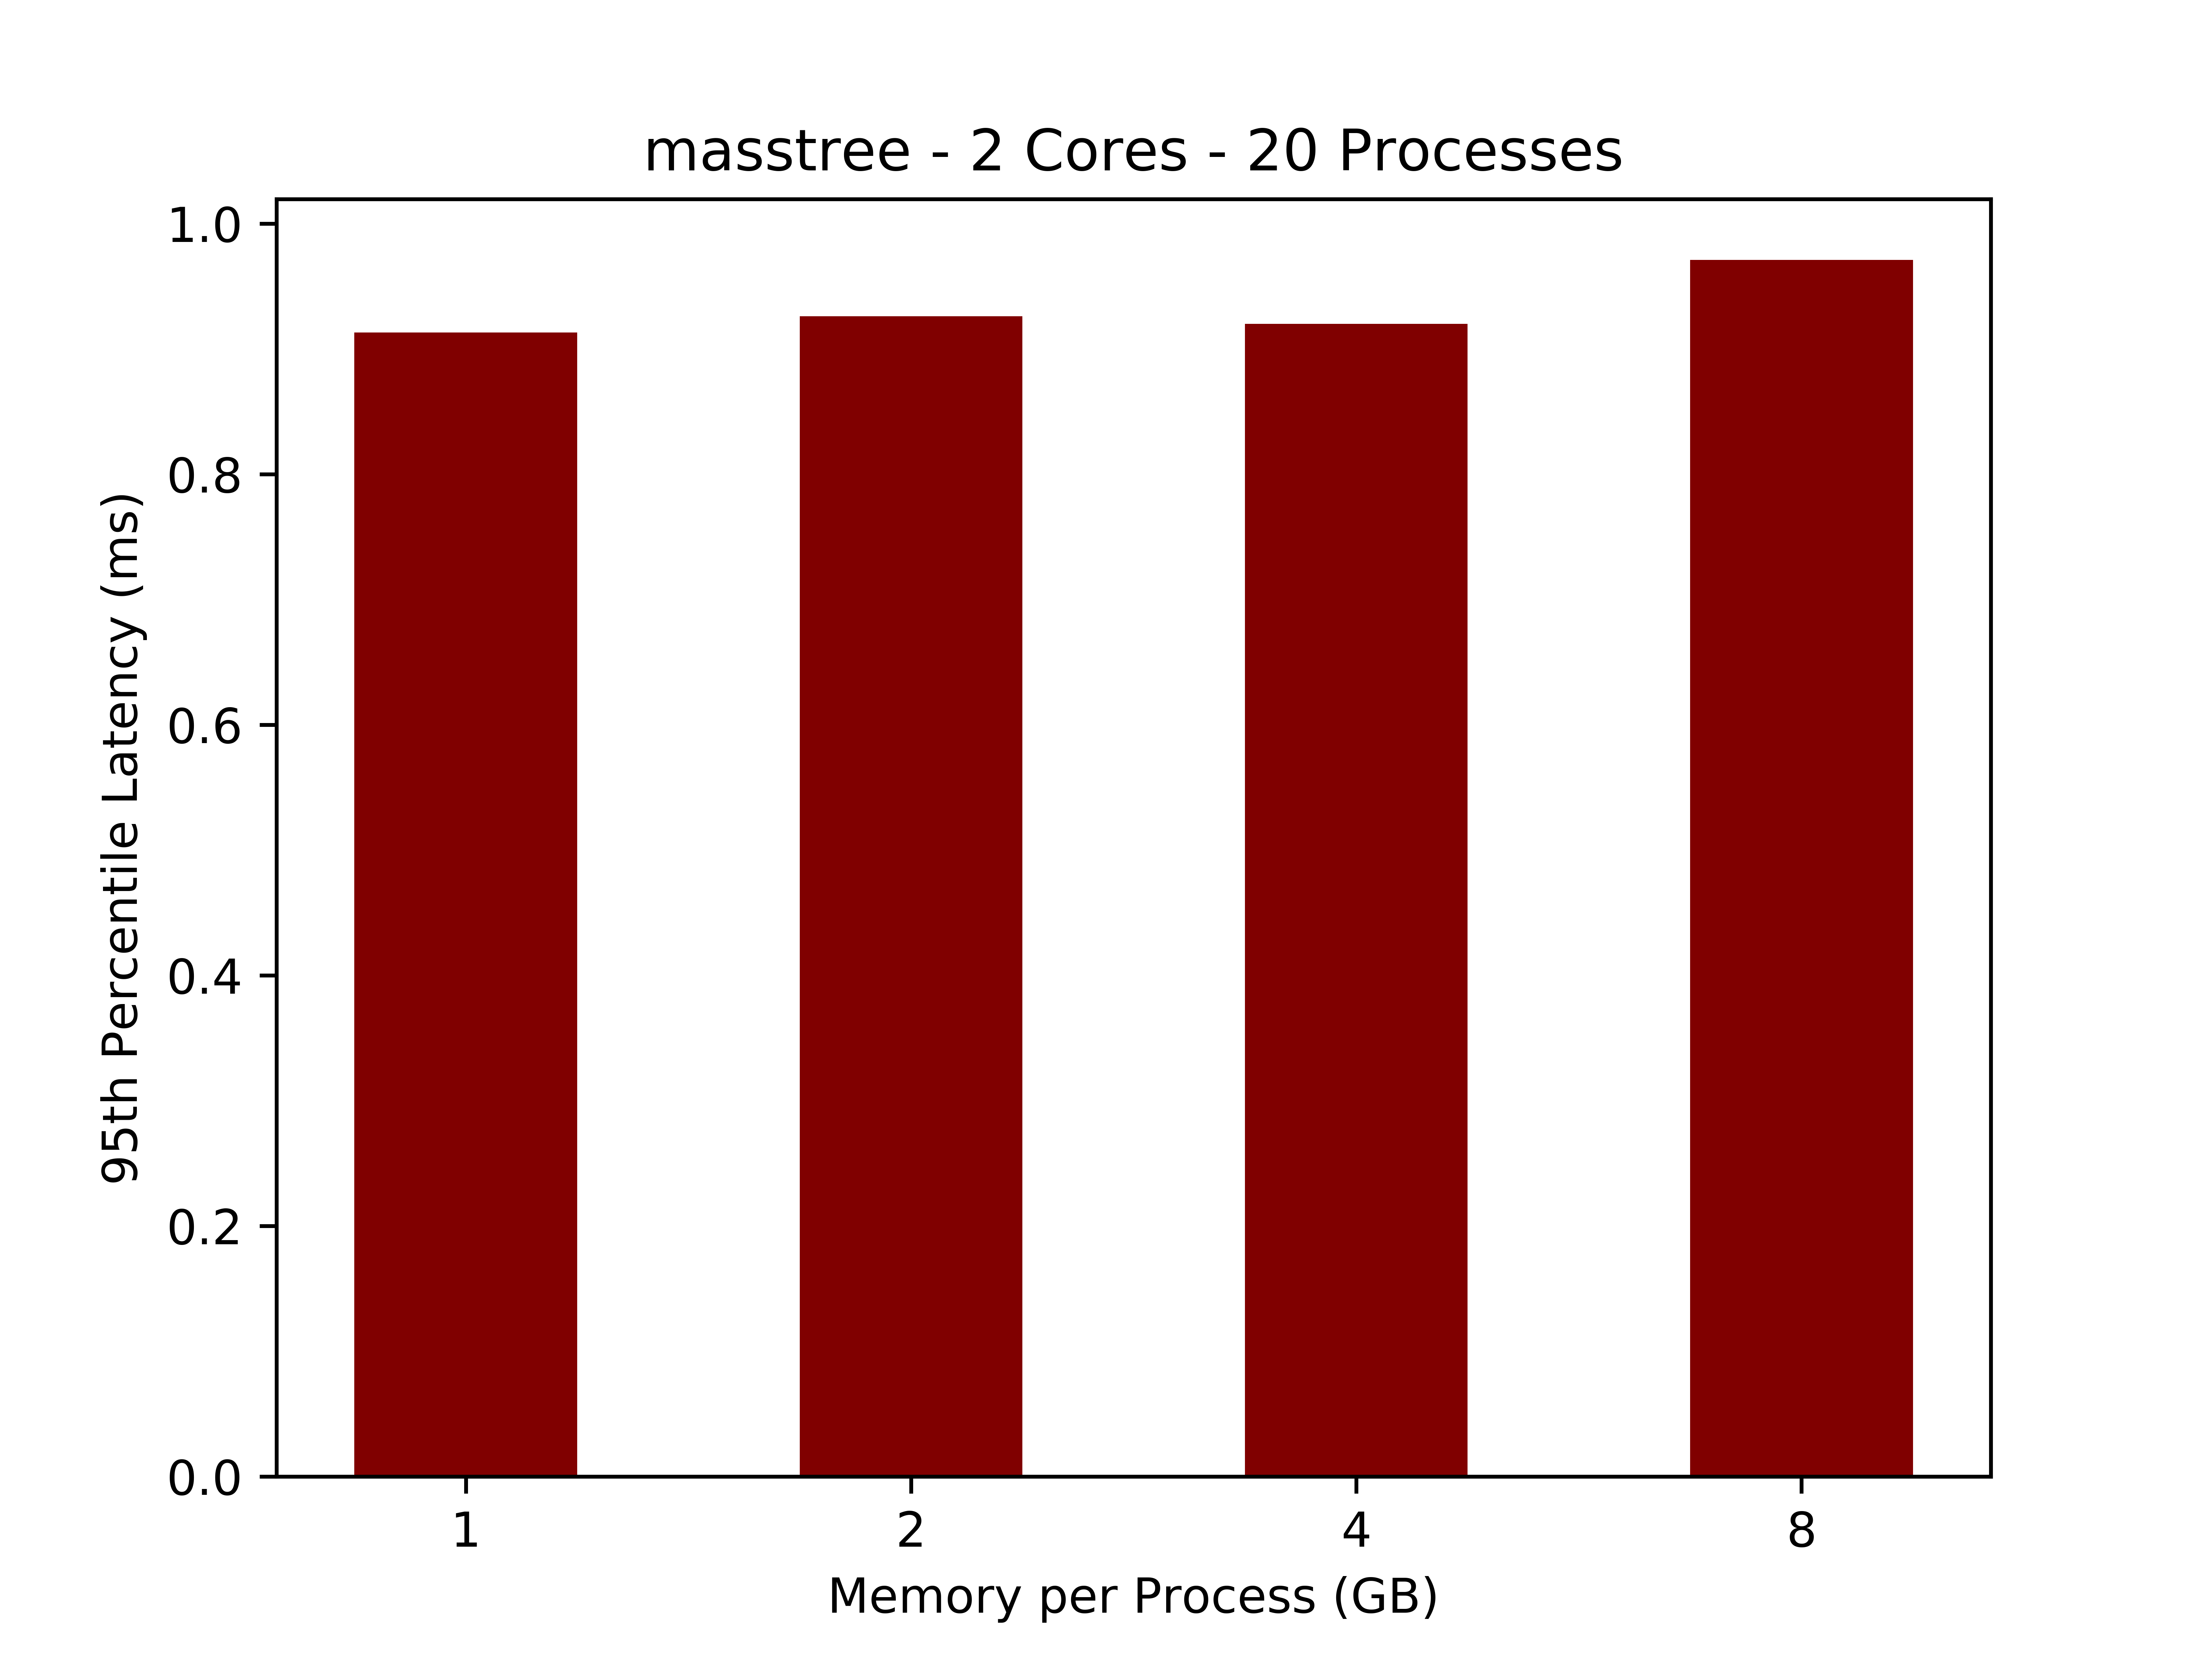 masstree - 2 Cores - 20 Processes
1.0
0.8
0.6
0.4
0.2
0.0
95th Percentile Latency (ms)
1 2 4 8
Memory per Process (GB)